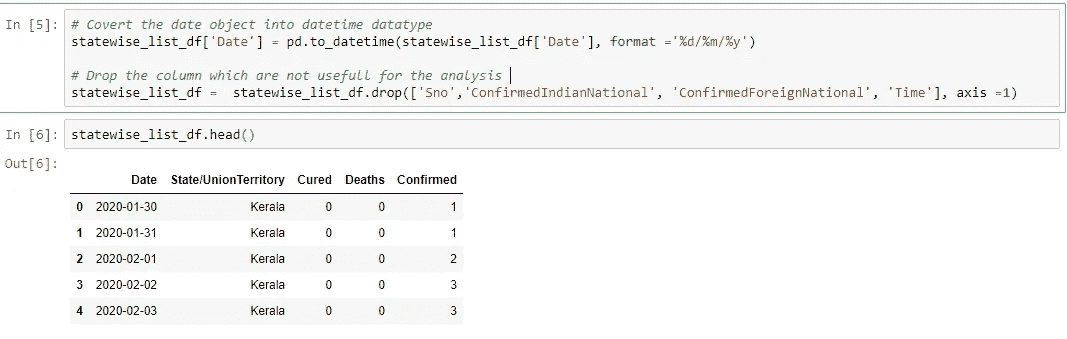 In [5]: # Covert the date object into datetime datatype
statewise_list_df['Date'] = pd.to_datetime(statewise_list_df['Date'], format ='%d/%m/%y')
# Drop the column which are not usefull for the analysis
statewise_list_df =  statewise_list_df.drop(['Sno','ConfirmedIndianNational', 'ConfirmedForeignNational', 'Time'], axis =1)
In [6]: statewise_list_df.head()
Out[6]:
Date State/UnionTerritory Cured Deaths Confirmed
0 2020-01-30 Kerala 0 0 1
1 2020-01-31 Kerala 0 0 1
2 2020-02-01 Kerala 0 0 2
3 2020-02-02 Kerala 0 0 3
4 2020-02-03 Kerala 0 0 3